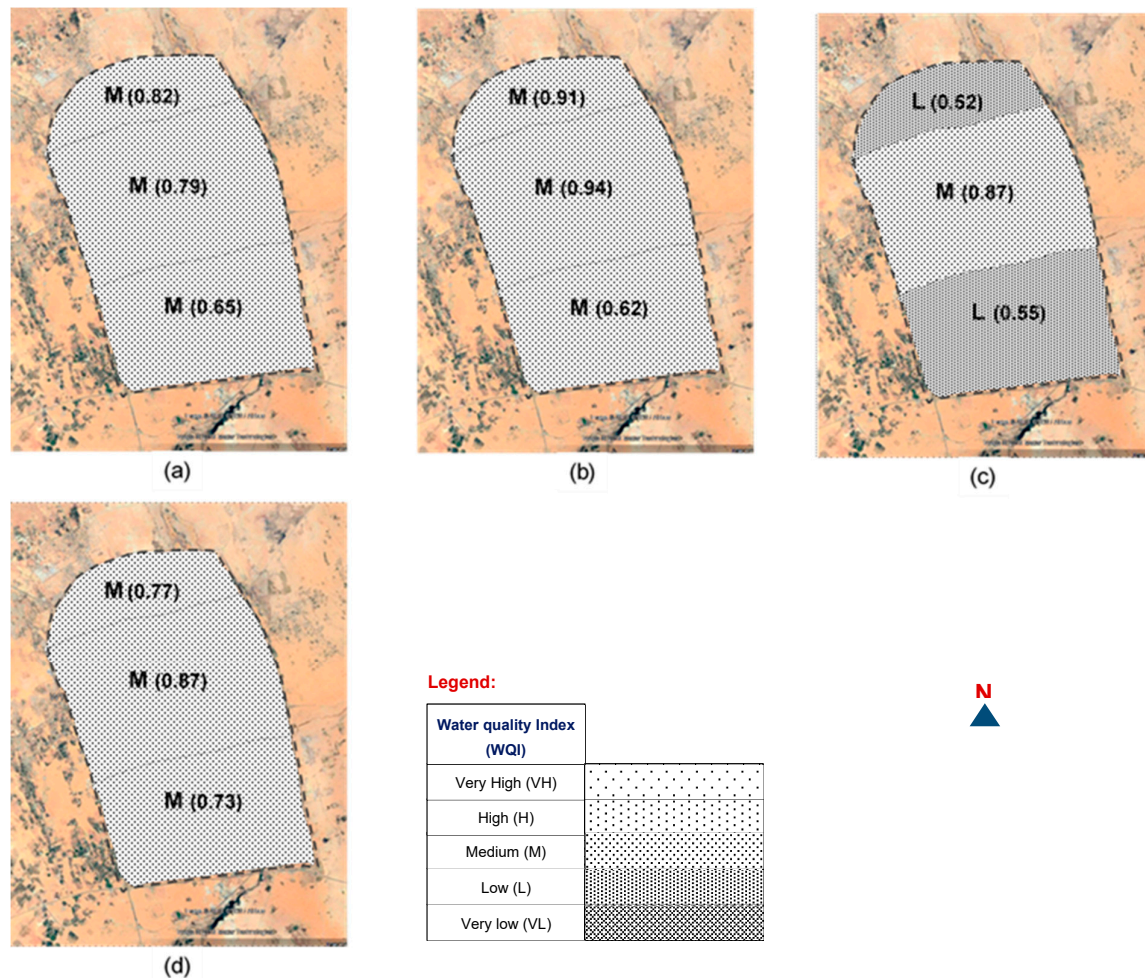 M (0.82)
M (0.79)
M (0.65)
(a)
M (0.91)
M (0.94)
M (0.62)
(b)
L (0.52)
M (0.87)
L (0.55)
(c)
M (0.77)
M (0.87)
M (0.73)
(d)
Legend:
Water quality Index
(WQI)
Very High (VH)
High (H)
Medium (M)
Low (L)
Very low (VL)
N